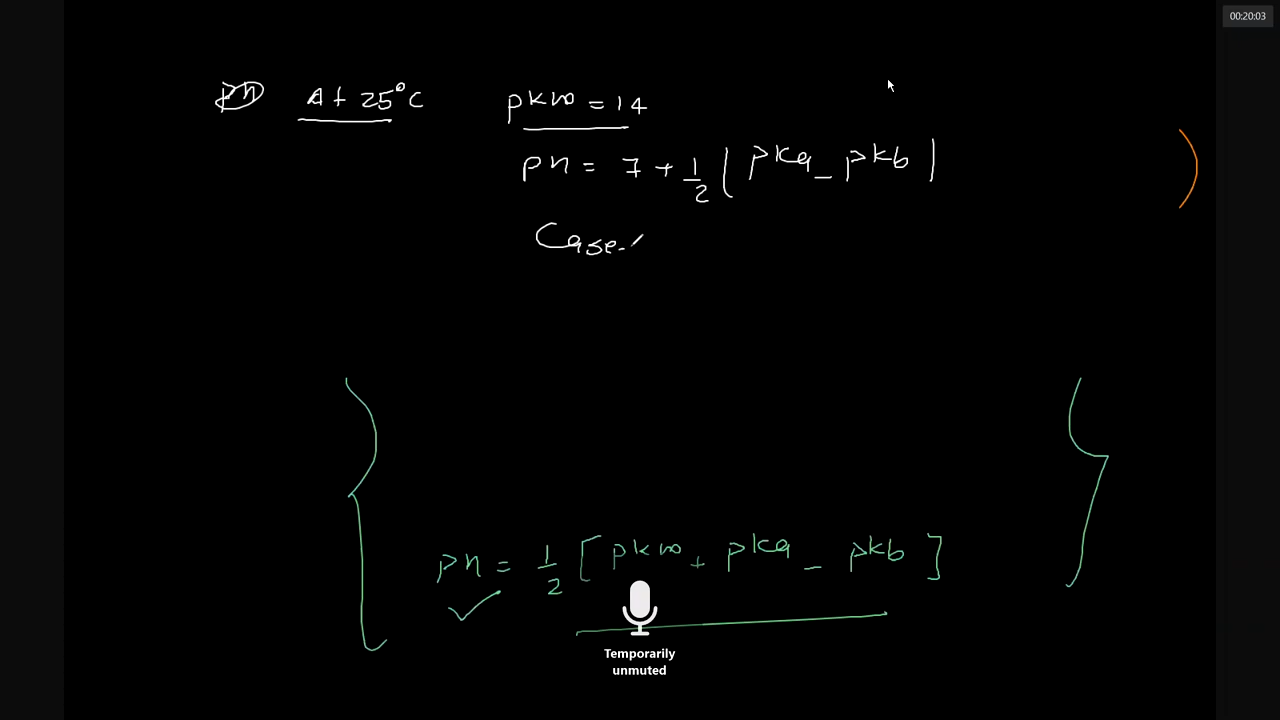 00:20:03
pH At 25°C pkw = 14
pH = 7 + 1/2 ( pka - pkb )
Case-
pH = 1/2 [ pkw + pka - pkb ]
Temporarily
unmuted